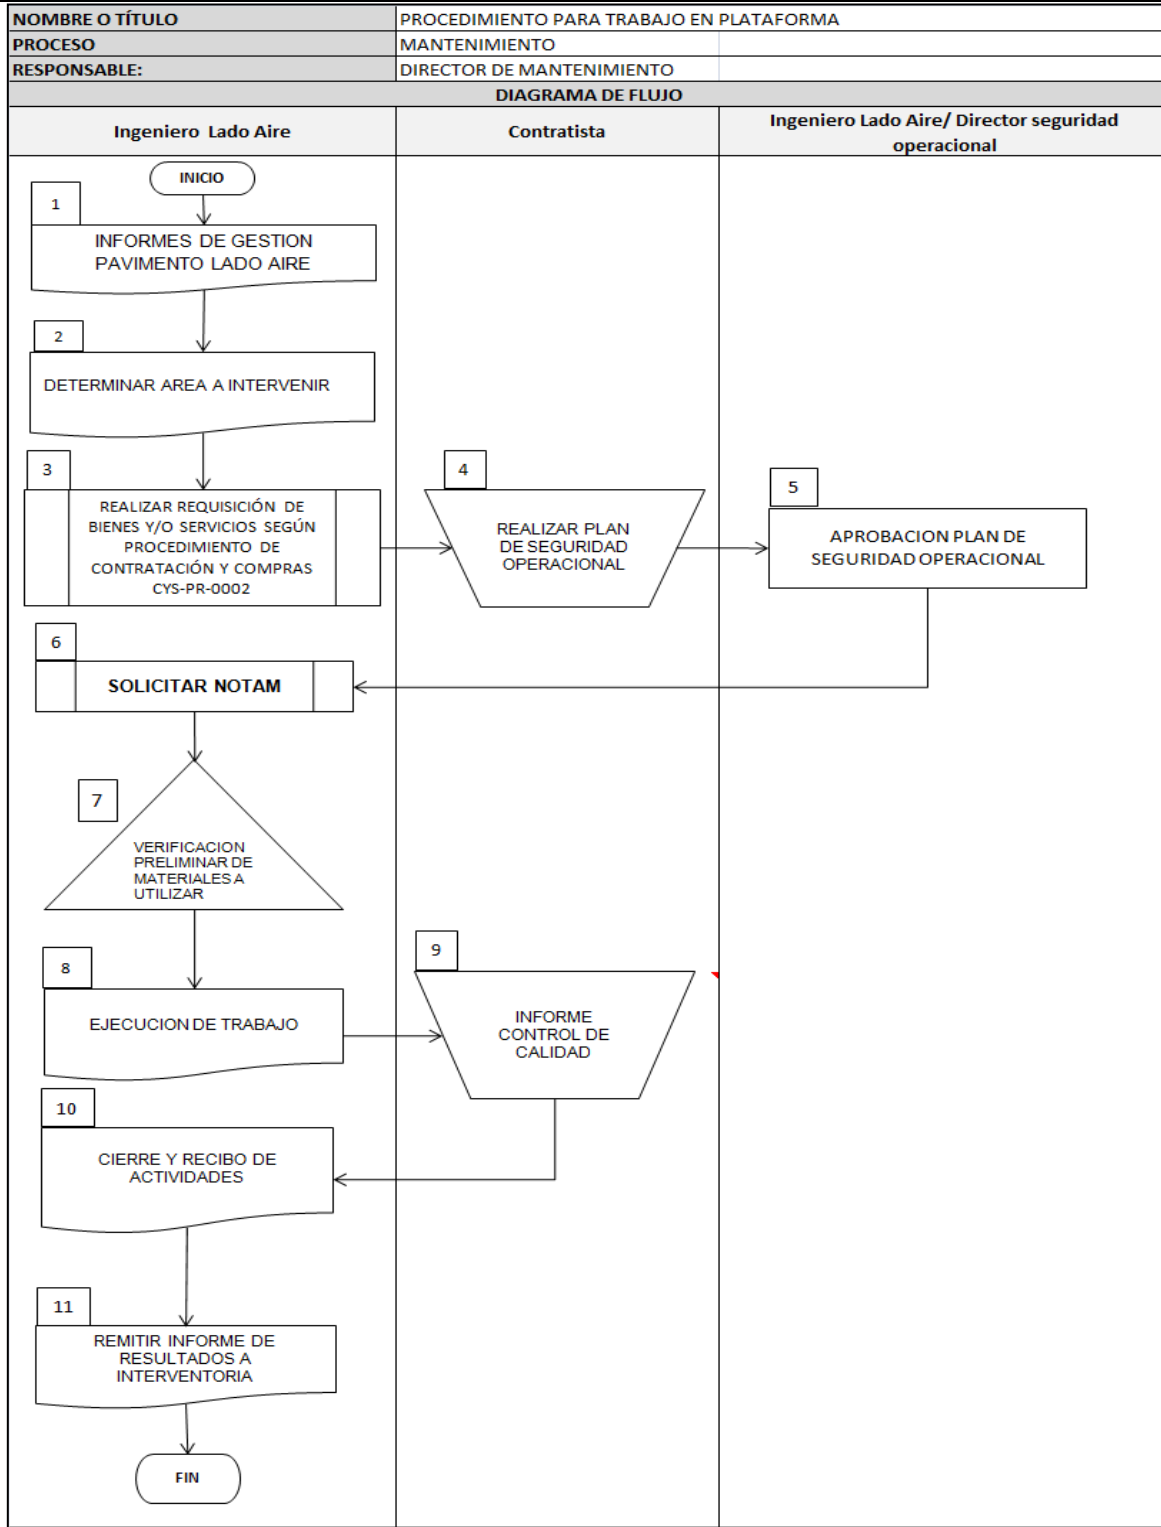 NOMBRE O TÍTULO
PROCEDIMIENTO PARA TRABAJO EN PLATAFORMA
PROCESO
MANTENIMIENTO
RESPONSABLE:
DIRECTOR DE MANTENIMIENTO
DIAGRAMA DE FLUJO
Ingeniero Lado Aire
Contratista
Ingeniero Lado Aire/ Director seguridad
operacional
INICIO
1
INFORMES DE GESTION
PAVIMENTO LADO AIRE
2
DETERMINAR AREA A INTERVENIR
3
REALIZAR REQUISICIÓN DE
BIENES Y/O SERVICIOS SEGÚN
PROCEDIMIENTO DE
CONTRATACIÓN Y COMPRAS
CYS-PR-0002
4
REALIZAR PLAN
DE SEGURIDAD
OPERACIONAL
5
APROBACION PLAN DE
SEGURIDAD OPERACIONAL
6
SOLICITAR NOTAM
7
VERIFICACION
PRELIMINAR DE
MATERIALES A
UTILIZAR
8
EJECUCION DE TRABAJO
9
INFORME
CONTROL DE
CALIDAD
10
CIERRE Y RECIBO DE
ACTIVIDADES
11
REMITIR INFORME DE
RESULTADOS A
INTERVENTORIA
FIN